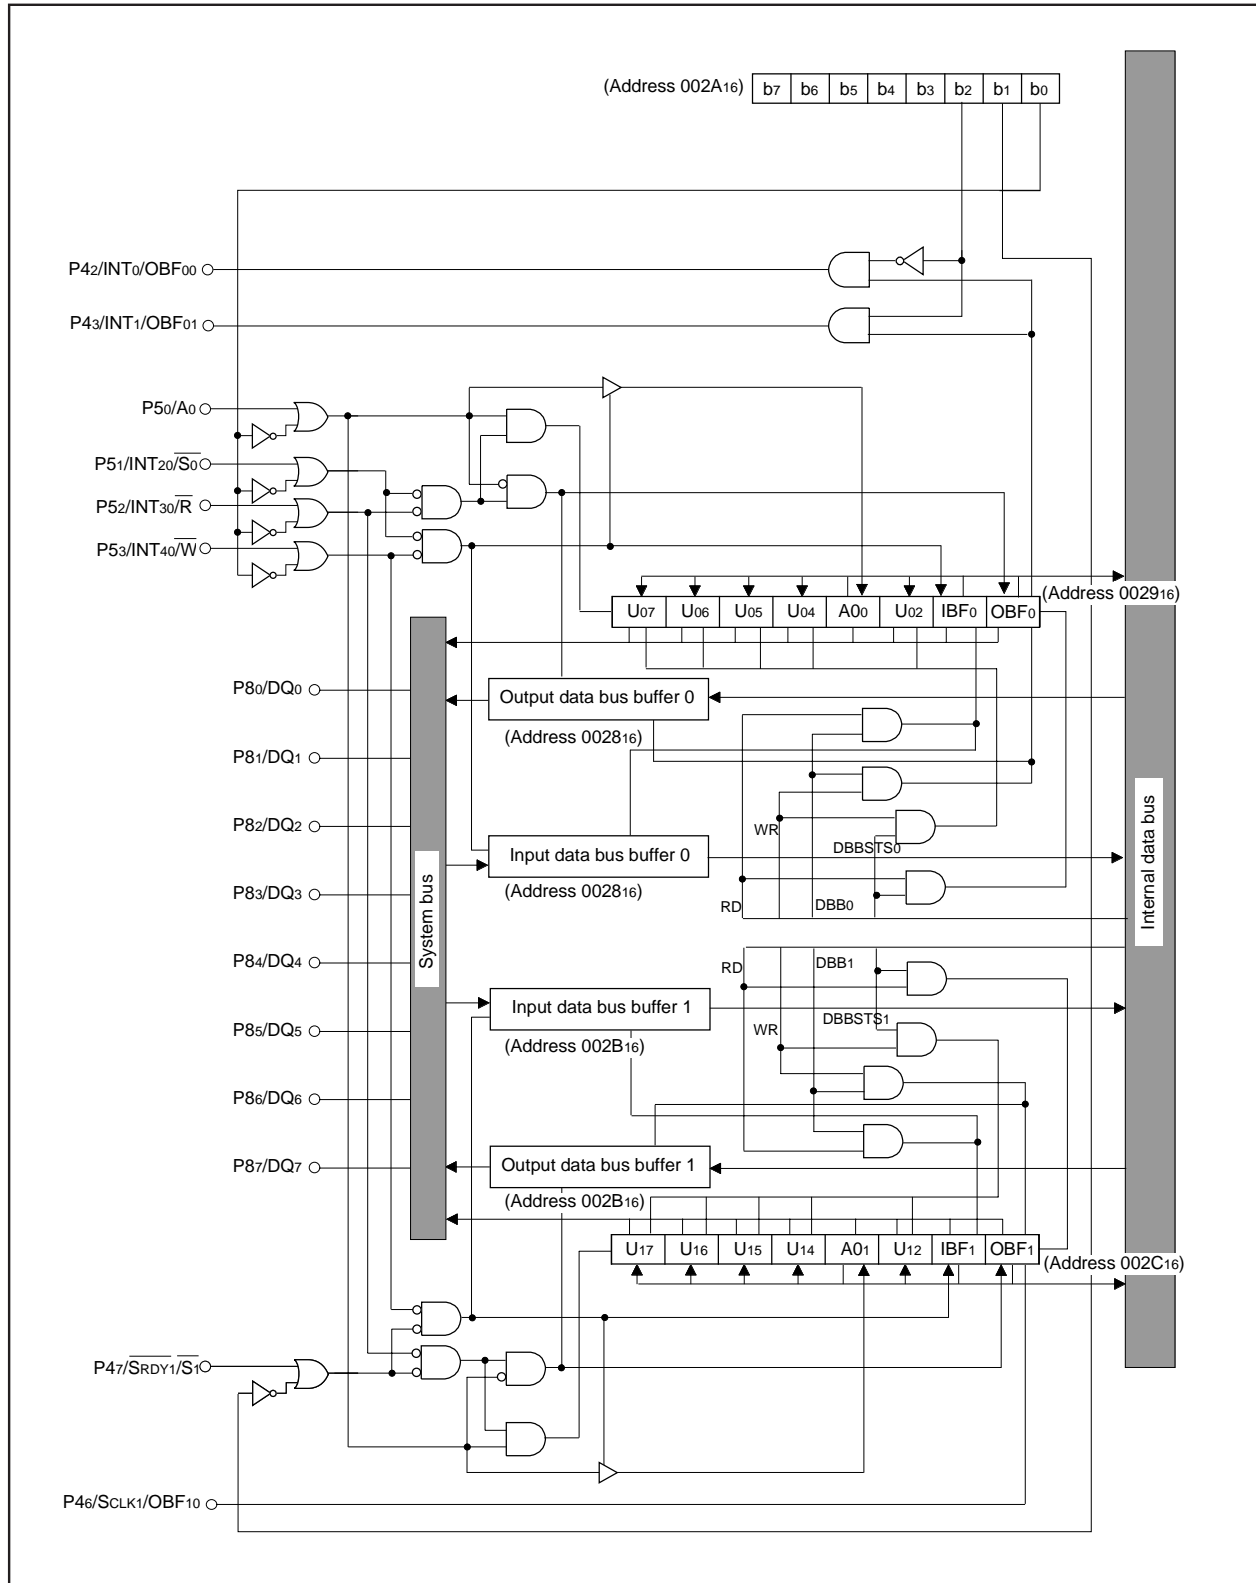 (Address 002A16) b7 b6 b5 b4 b3 b2 b1 b0
P42/INT0/OBF00
P43/INT1/OBF01
P50/A0
P51/INT20/S0
P52/INT30/R
P53/INT40/W
(Address 002916)
U07 U06 U05 U04 A00 U02 IBF0 OBF0
P80/DQ0
Output data bus buffer 0
(Address 002816)
P81/DQ1
P82/DQ2
WR
DBBSTS0
Input data bus buffer 0
(Address 002816)
P83/DQ3
RD
DBB0
System bus
Internal data bus
P84/DQ4
RD
DBB1
Input data bus buffer 1
(Address 002B16)
P85/DQ5
WR
DBBSTS1
P86/DQ6
P87/DQ7
Output data bus buffer 1
(Address 002B16)
U17 U16 U15 U14 A01 U12 IBF1 OBF1
(Address 002C16)
P47/SRDY1/S1
P46/SCLK1/OBF10